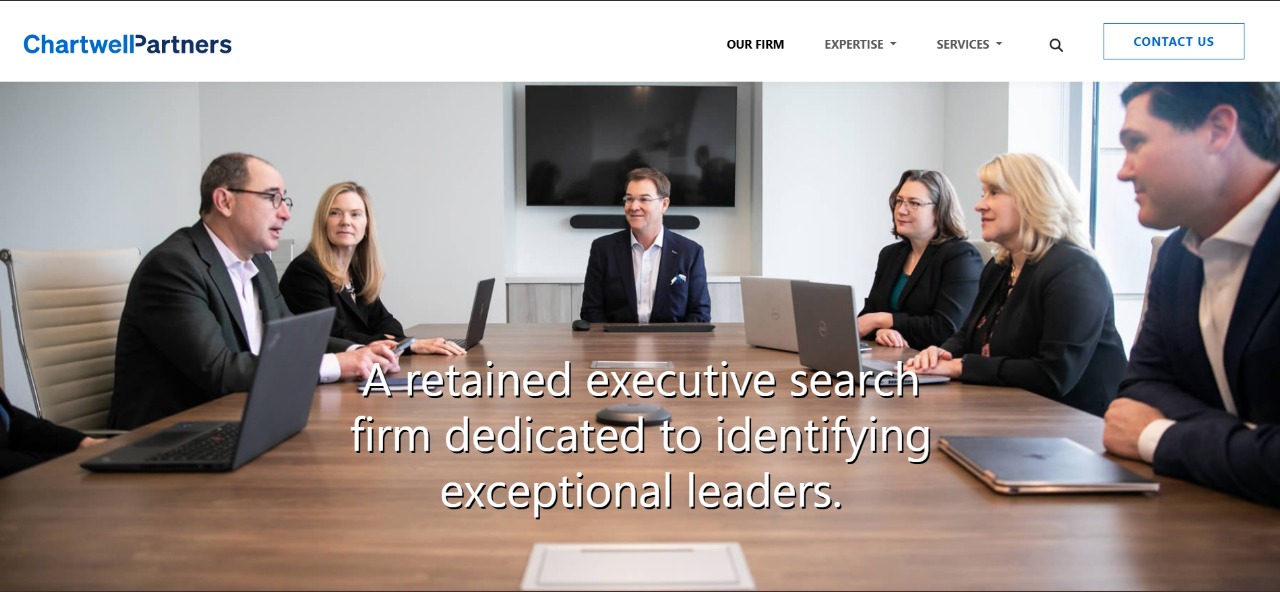 ChartwellPartners
OUR FIRM
EXPERTISE
SERVICES
CONTACT US
A retained executive search
firm dedicated to identifying
exceptional leaders.